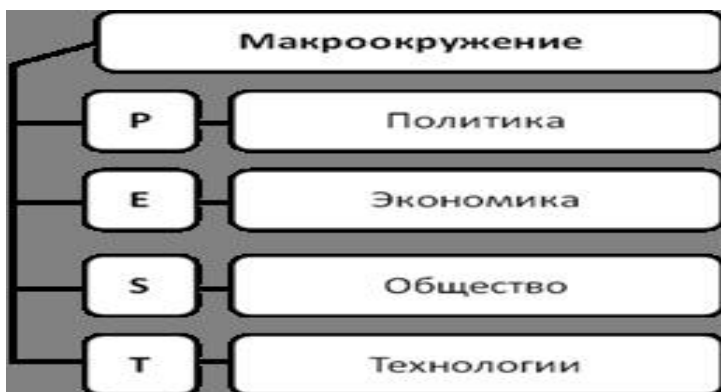 Макроокружение
P Политика
E Экономика
S Общество
T Технологии